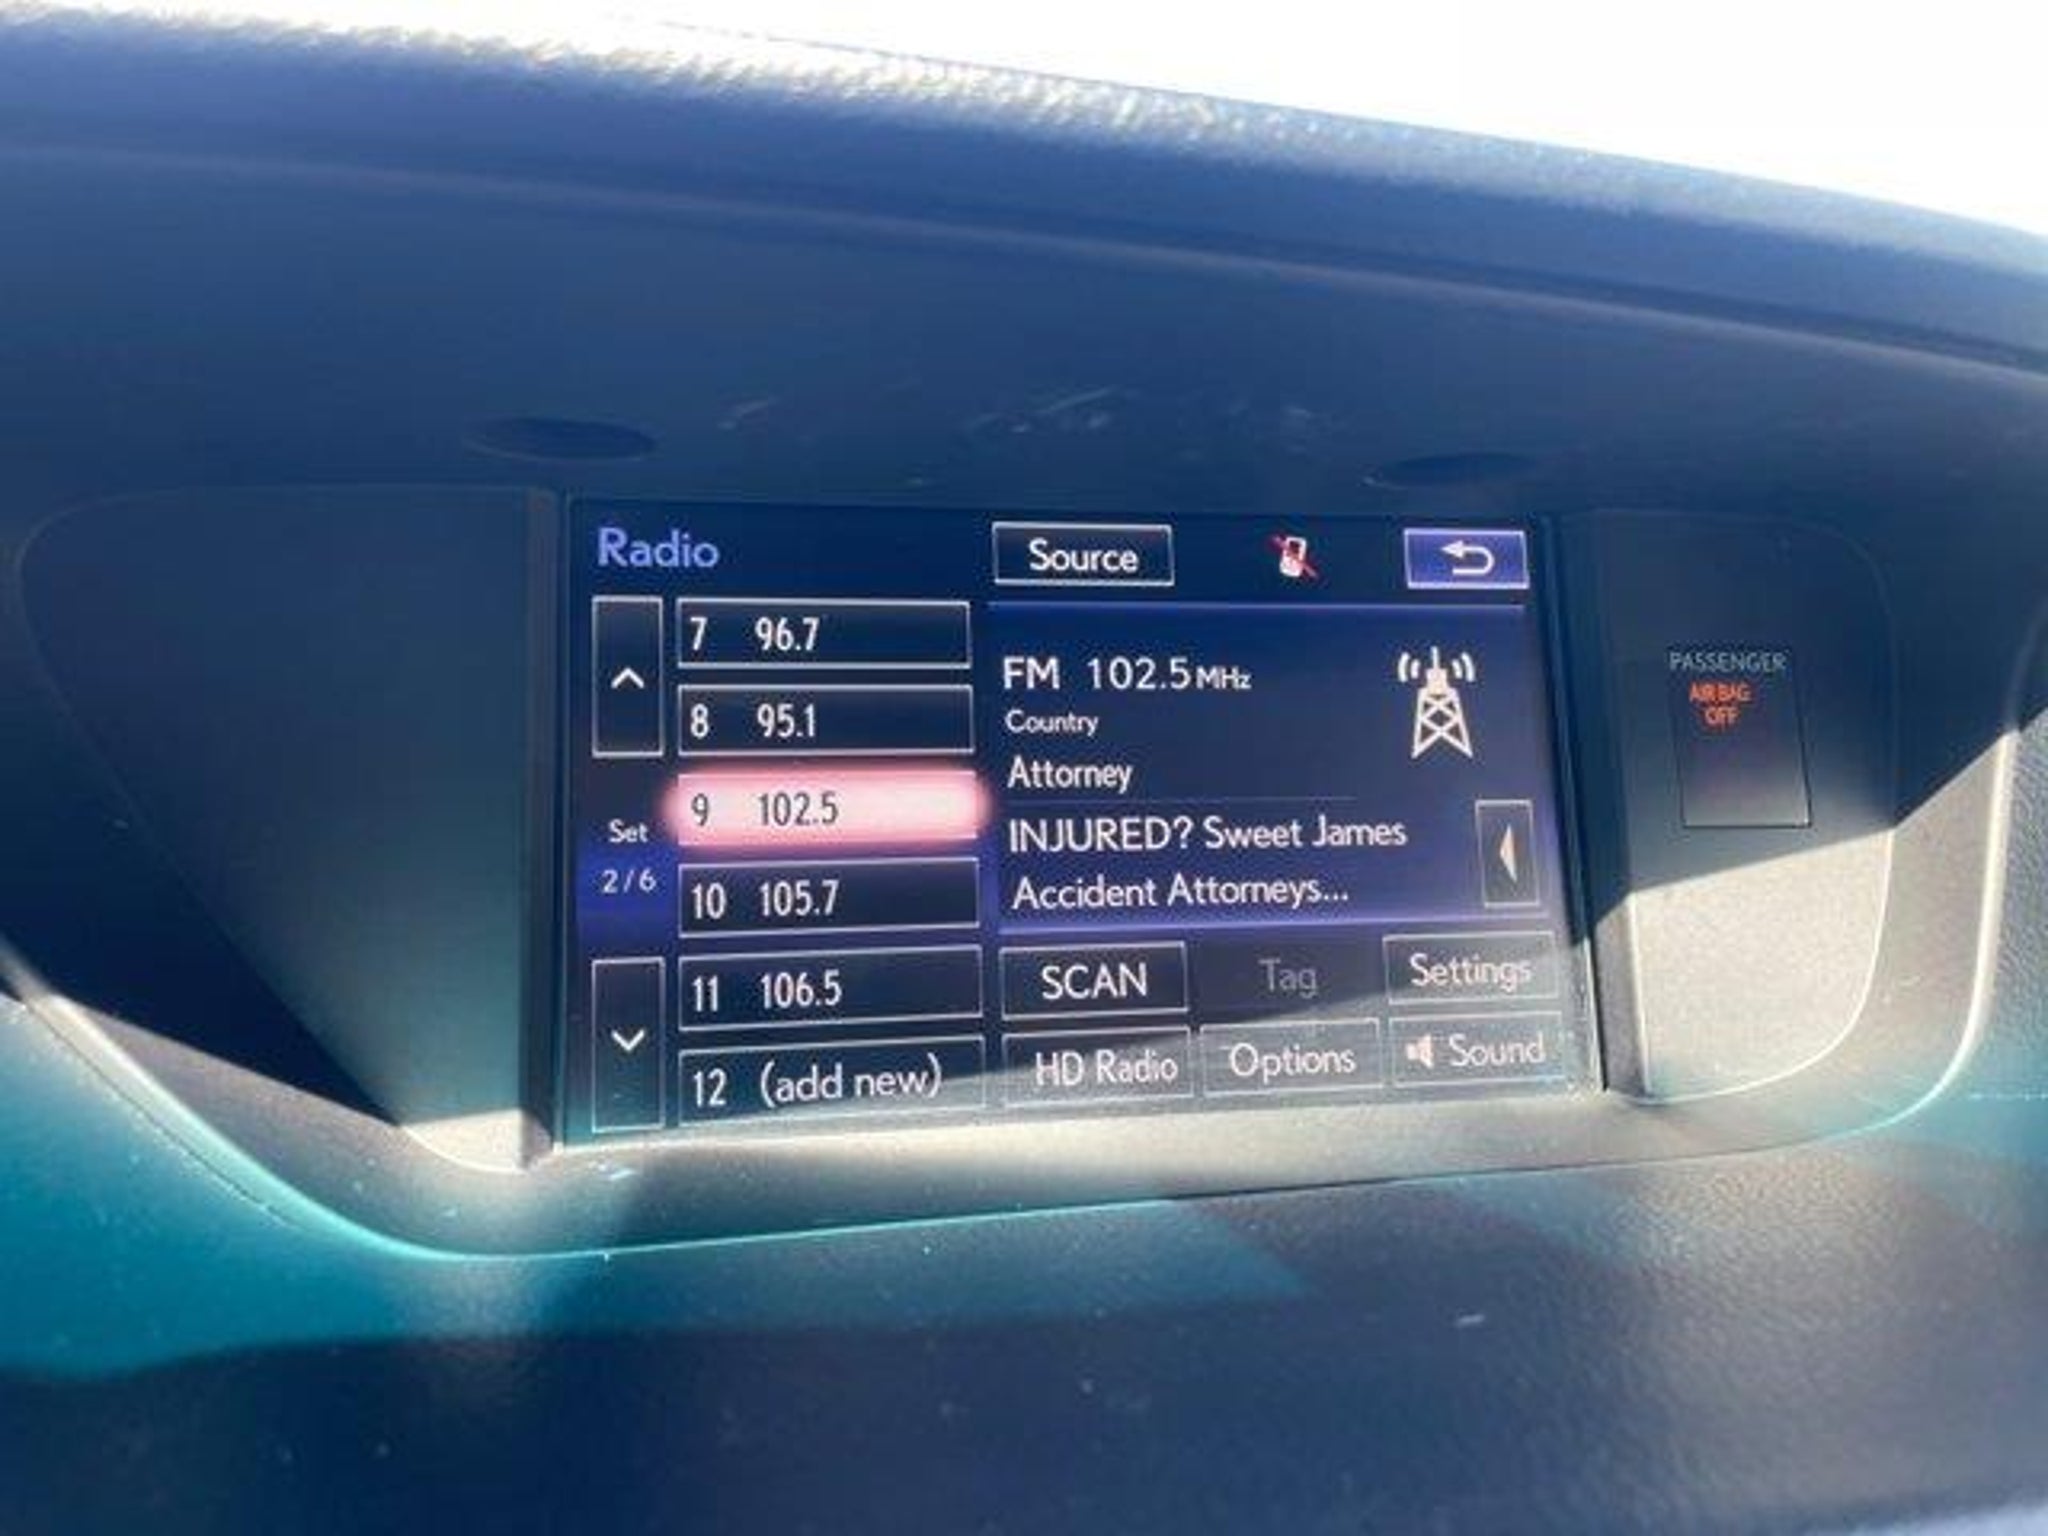 Radio
Source
7 96.7
8 95.1
9 102.5
10 105.7
11 106.5
12 (add new)
Set
2/6
FM 102.5 MHz
Country
Attorney
INJURED? Sweet James
Accident Attorneys...
SCAN
Tag
Settings
HD Radio
Options
Sound
PASSENGER
AIR BAG
OFF